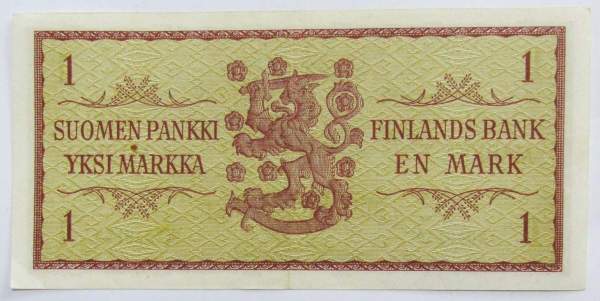 1 1
SUOMEN PANKKI
YKSI MARKKA
FINLANDS BANK
EN MARK
1 1